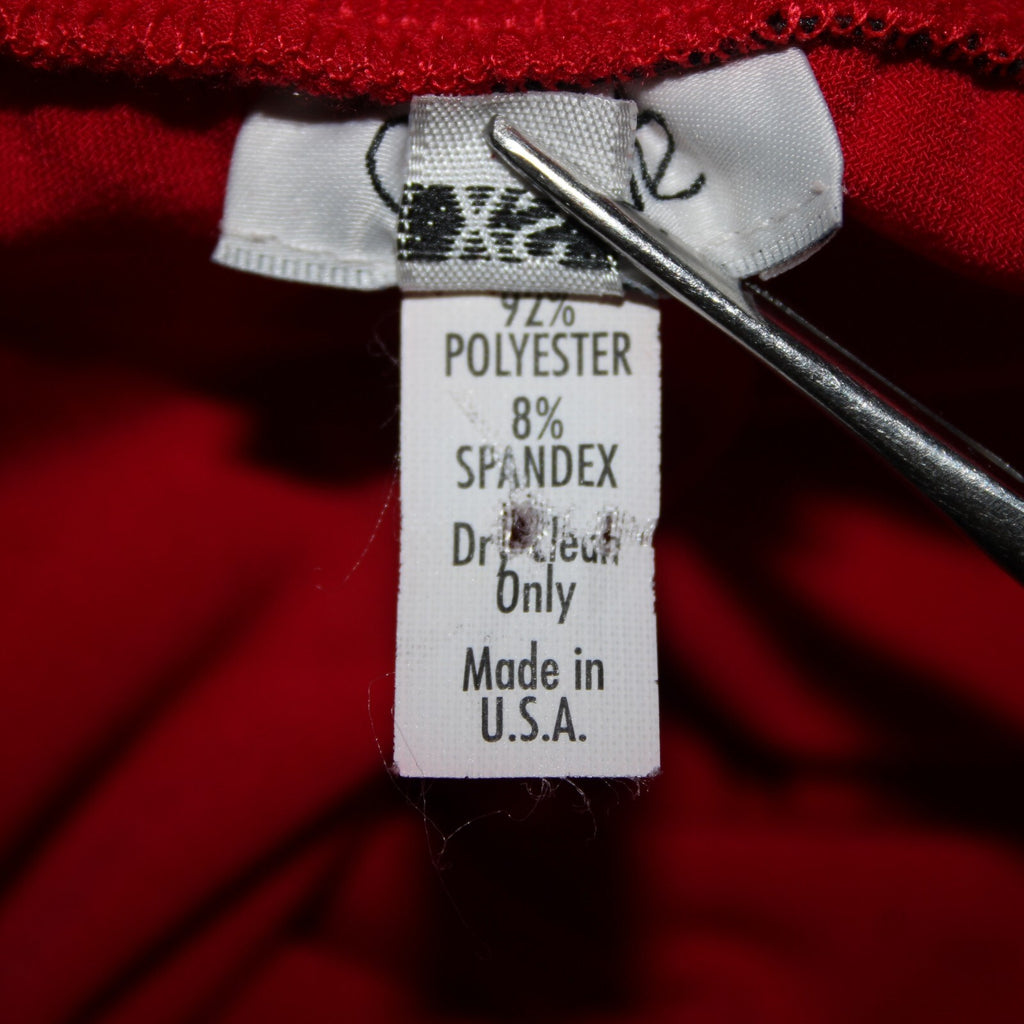 92%
POLYESTER
8%
SPANDEX
Dry clean
Only
Made in
U.S.A.